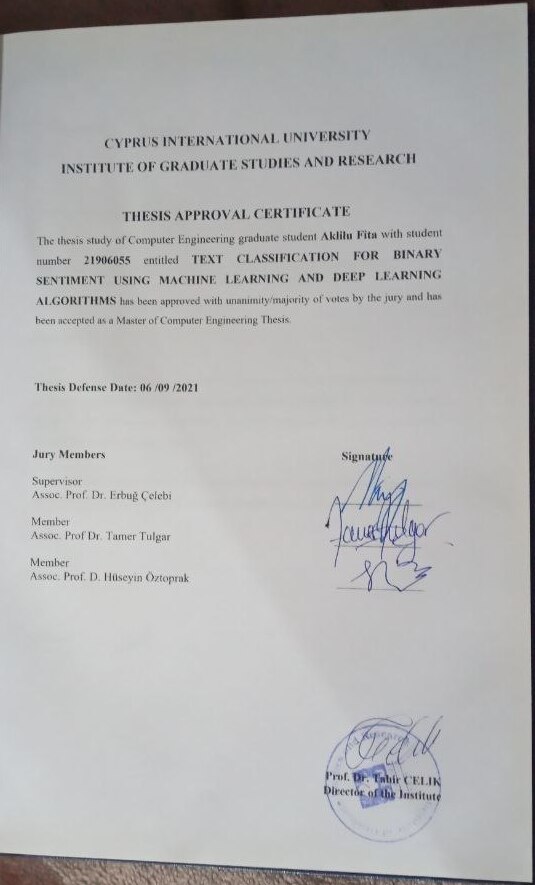 CYPRUS INTERNATIONAL UNIVERSITY
INSTITUTE OF GRADUATE STUDIES AND RESEARCH
THESIS APPROVAL CERTIFICATE
The thesis study of Computer Engineering graduate student Aklilu Fita with student
number 21906055 entitled TEXT CLASSIFICATION FOR BINARY
SENTIMENT USING MACHINE LEARNING AND DEEP LEARNING
ALGORITHMS has been approved with unanimity/majority of votes by the jury and has
been accepted as a Master of Computer Engineering Thesis.
Thesis Defense Date: 06 /09 /2021
Jury Members
Signature
Supervisor
Assoc. Prof. Dr. Erbuğ Çelebi
Member
Assoc. Prof Dr. Tamer Tulgar
Member
Assoc. Prof. D. Hüseyin Öztoprak
Prof. Dr. Tahir CELIK
Director of the Institute